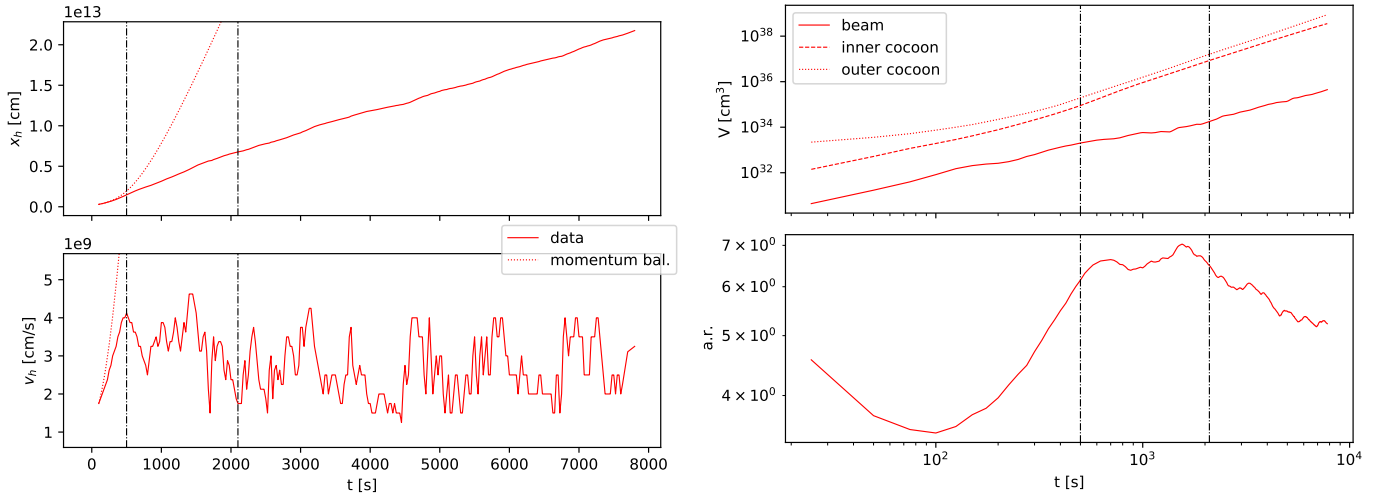 1e13
2.0
1.5
1.0
0.5
0.0
x_h [cm]
1e9
5
4
3
2
1
v_h [cm/s]
data
momentum bal.
0 1000 2000 3000 4000 5000 6000 7000 8000
t [s]
10^38
10^36
10^34
10^32
V [cm^3]
beam
inner cocoon
outer cocoon
7 × 10^0
6 × 10^0
5 × 10^0
4 × 10^0
a.r.
10^2 10^3 10^4
t [s]